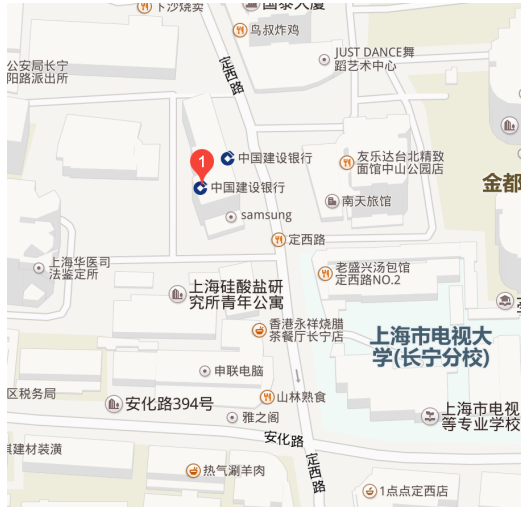 下沙烧卖
国泰大厦
鸟叔炸鸡
JUST DANCE舞
蹈艺术中心
公安局长宁
阳路派出所
定西路
1
中国建设银行
友乐达台北精致
面馆中山公园店
中国建设银行
金都
南天旅馆
samsung
定西路
上海华医司
法鉴定所
老盛兴汤包馆
定西路NO.2
上海硅酸盐研
究所青年公寓
香港永祥烧腊
茶餐厅长宁店
上海市电视大
学(长宁分校)
申联电脑
区税务局
山林熟食
安化路394号
上海市电视
等专业学校
雅之阁
安化路
琪建材装潢
定西路
热气涮羊肉
1点点定西店